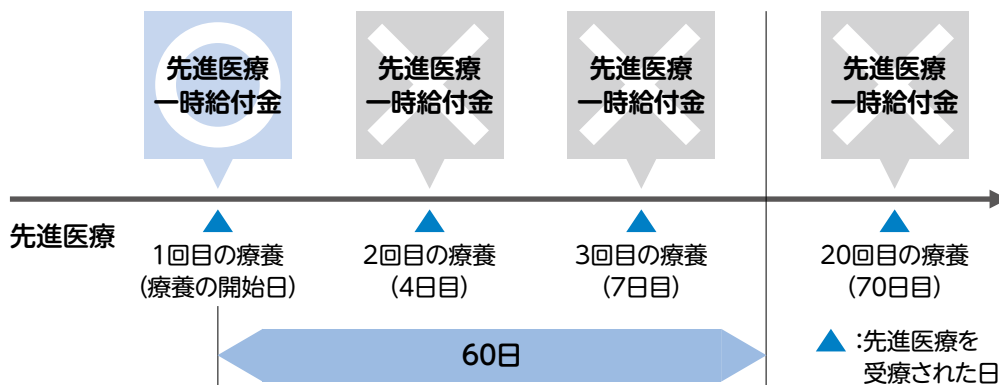 先進医療
一時給付金
先進医療
一時給付金
先進医療
一時給付金
先進医療
一時給付金
先進医療
1回目の療養
(療養の開始日)
2回目の療養
(4日目)
3回目の療養
(7日目)
20回目の療養
(70日目)
60日
▲:先進医療を
受療された日